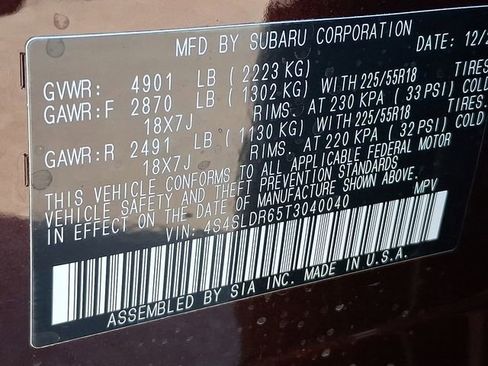 MFD BY SUBARU CORPORATION DATE: 12/2
GVWR: 4901 LB (2223 KG)
GAWR:F 2870 LB (1302 KG) WITH 225/55R18 TIRES
18X7J RIMS. AT 230 KPA (33 PSI) COLD
GAWR:R 2491 LB (1130 KG) WITH 225/55R18 TIRES
18X7J RIMS. AT 220 KPA (32 PSI) COLD
THIS VEHICLE CONFORMS TO ALL APPLICABLE FEDERAL MOTOR
VEHICLE SAFETY AND THEFT PREVENTION STANDARDS
IN EFFECT ON THE DATE OF MANUFACTURE SHOWN ABOVE.
VIN: 4S4SLDR65T3040040 MPV
ASSEMBLED BY SIA INC. MADE IN U.S.A.